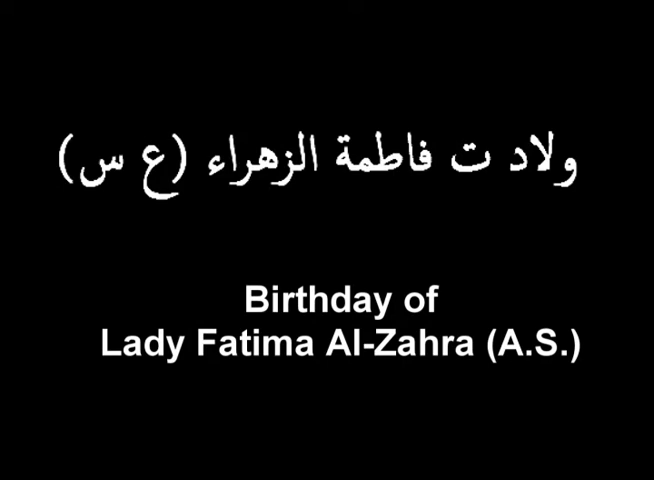 ولاد ت فاطمة الزهراء (ع س)
Birthday of
Lady Fatima Al-Zahra (A.S.)